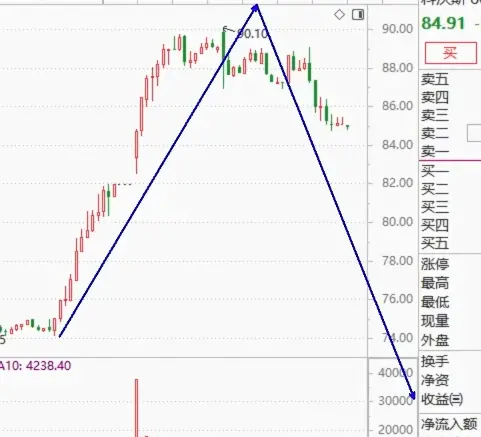 84.91 -
买
卖五
卖四
卖三
卖二
卖一
买一
买二
买三
买四
买五
涨停
最高
最低
现量
外盘
换手
净资
收益㈢
净流入额
90.00
90.10
88.00
86.00
84.00
82.00
80.00
78.00
76.00
74.00
5
A10: 4238.40
40000
30000
20000